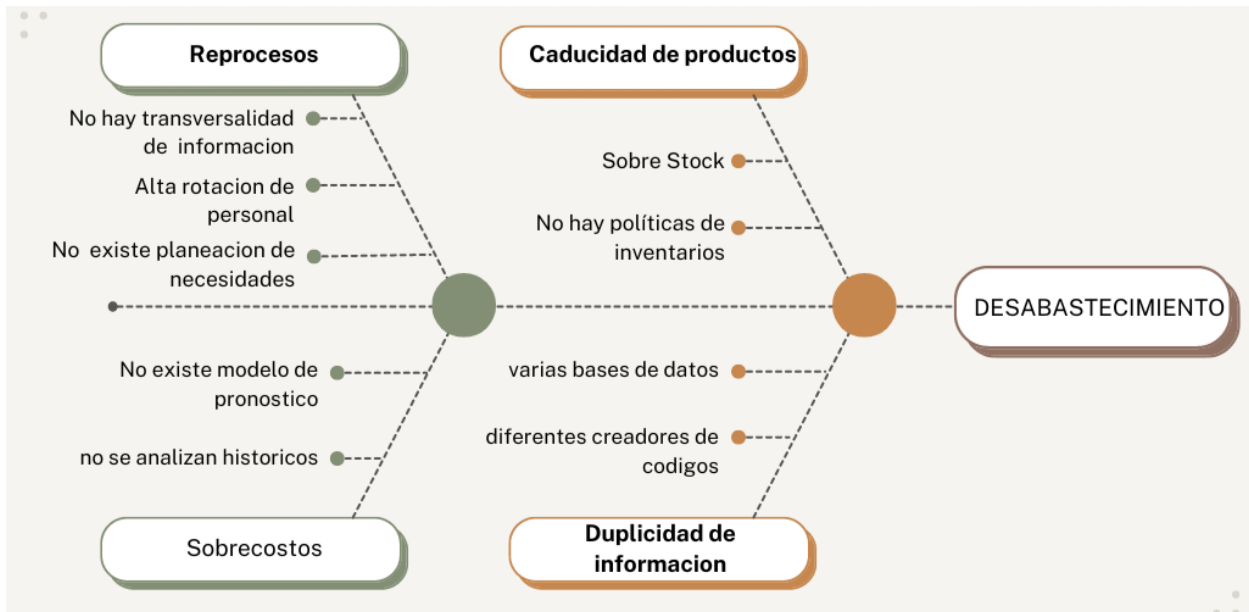 Reprocesos
No hay transversalidad
de informacion
Alta rotacion de
personal
No existe planeacion de
necesidades
Caducidad de productos
Sobre Stock
No hay políticas de
inventarios
DESABASTECIMIENTO
No existe modelo de
pronostico
no se analizan historicos
Sobrecostos
varias bases de datos
diferentes creadores de
codigos
Duplicidad de
informacion